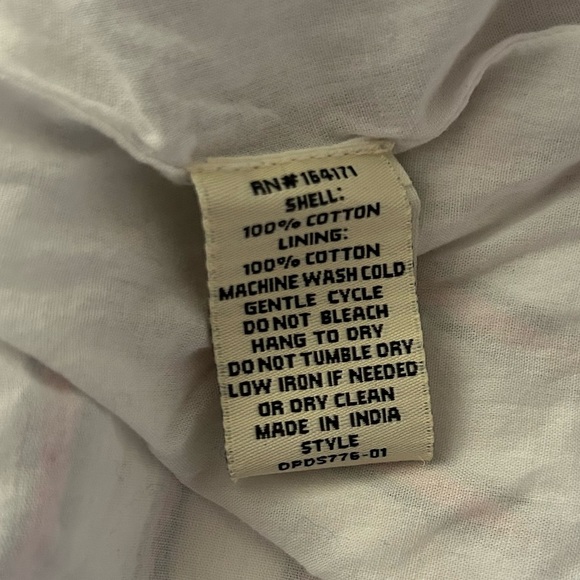 RN#164171
SHELL:
100% COTTON
LINING:
100% COTTON
MACHINE WASH COLD
GENTLE CYCLE
DO NOT BLEACH
HANG TO DRY
DO NOT TUMBLE DRY
LOW IRON IF NEEDED
OR DRY CLEAN
MADE IN INDIA
STYLE
OPDS776-01